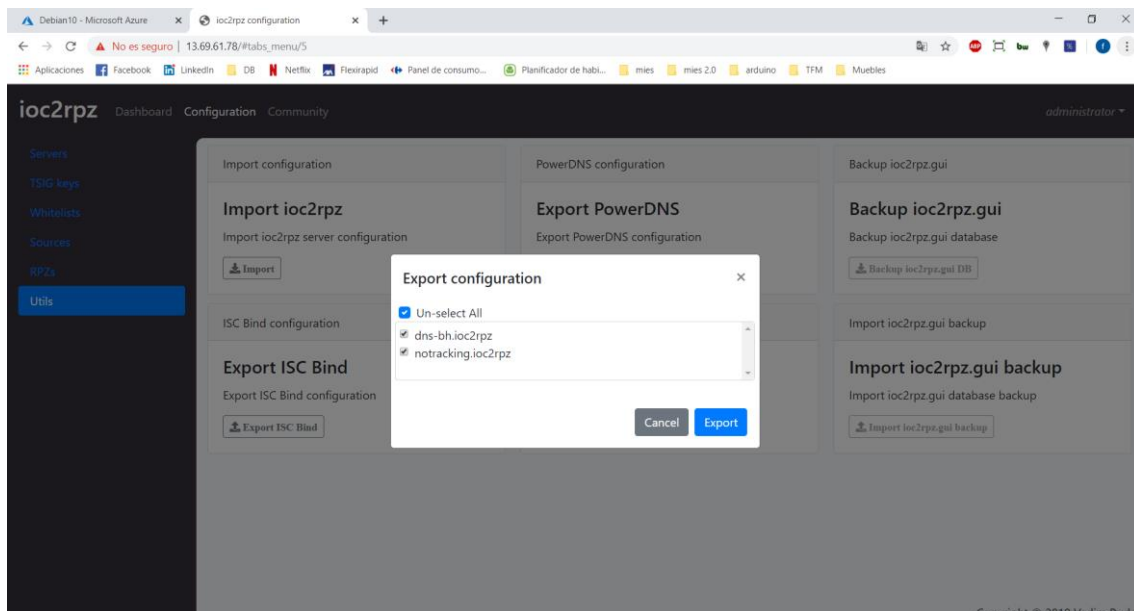 Debian10 - Microsoft Azure
ioc2rpz configuration
No es seguro | 13.69.61.78/#tabs_menu/5
Aplicaciones Facebook LinkedIn DB Netflix Flexirapid Panel de consumo... Planificador de habi... mies mies 2.0 arduino TFM Muebles
ioc2rpz Dashboard Configuration Community administrator
Servers
TSIG keys
Whitelists
Sources
RPZs
Utils
Import configuration
Import ioc2rpz
Import ioc2rpz server configuration
Import
PowerDNS configuration
Export PowerDNS
Export PowerDNS configuration
Backup ioc2rpz.gui
Backup ioc2rpz.gui
Backup ioc2rpz.gui database
Backup ioc2rpz.gui DB
ISC Bind configuration
Export ISC Bind
Export ISC Bind configuration
Export ISC Bind
Export configuration
Un-select All
dns-bh.ioc2rpz
notracking.ioc2rpz
Cancel Export
Import ioc2rpz.gui backup
Import ioc2rpz.gui backup
Import ioc2rpz.gui database backup
Import ioc2rpz.gui backup